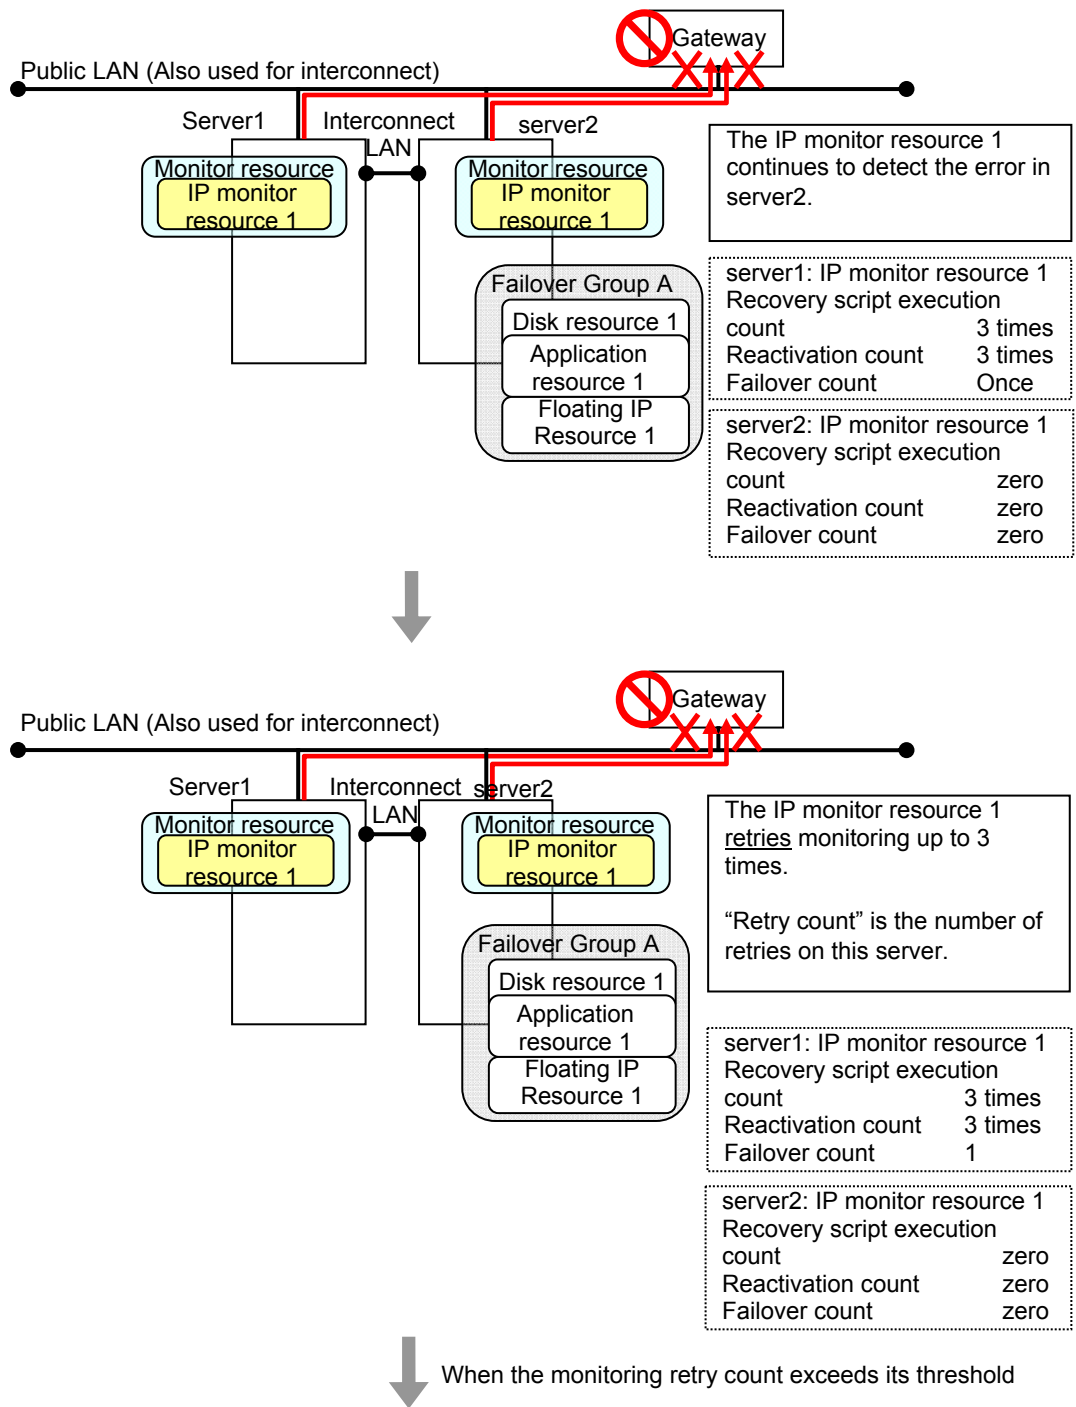 Gateway
Public LAN (Also used for interconnect)
Server1
Interconnect
LAN
server2
Monitor resource
IP monitor
resource 1
Monitor resource
IP monitor
resource 1
The IP monitor resource 1
continues to detect the error in
server2.
Failover Group A
Disk resource 1
Application
resource 1
Floating IP
Resource 1
server1: IP monitor resource 1
Recovery script execution
count 3 times
Reactivation count 3 times
Failover count Once
server2: IP monitor resource 1
Recovery script execution
count zero
Reactivation count zero
Failover count zero
Gateway
Public LAN (Also used for interconnect)
Server1
Interconnect
LAN
server2
Monitor resource
IP monitor
resource 1
Monitor resource
IP monitor
resource 1
The IP monitor resource 1
retries monitoring up to 3
times.
“Retry count” is the number of
retries on this server.
Failover Group A
Disk resource 1
Application
resource 1
Floating IP
Resource 1
server1: IP monitor resource 1
Recovery script execution
count 3 times
Reactivation count 3 times
Failover count 1
server2: IP monitor resource 1
Recovery script execution
count zero
Reactivation count zero
Failover count zero
When the monitoring retry count exceeds its threshold